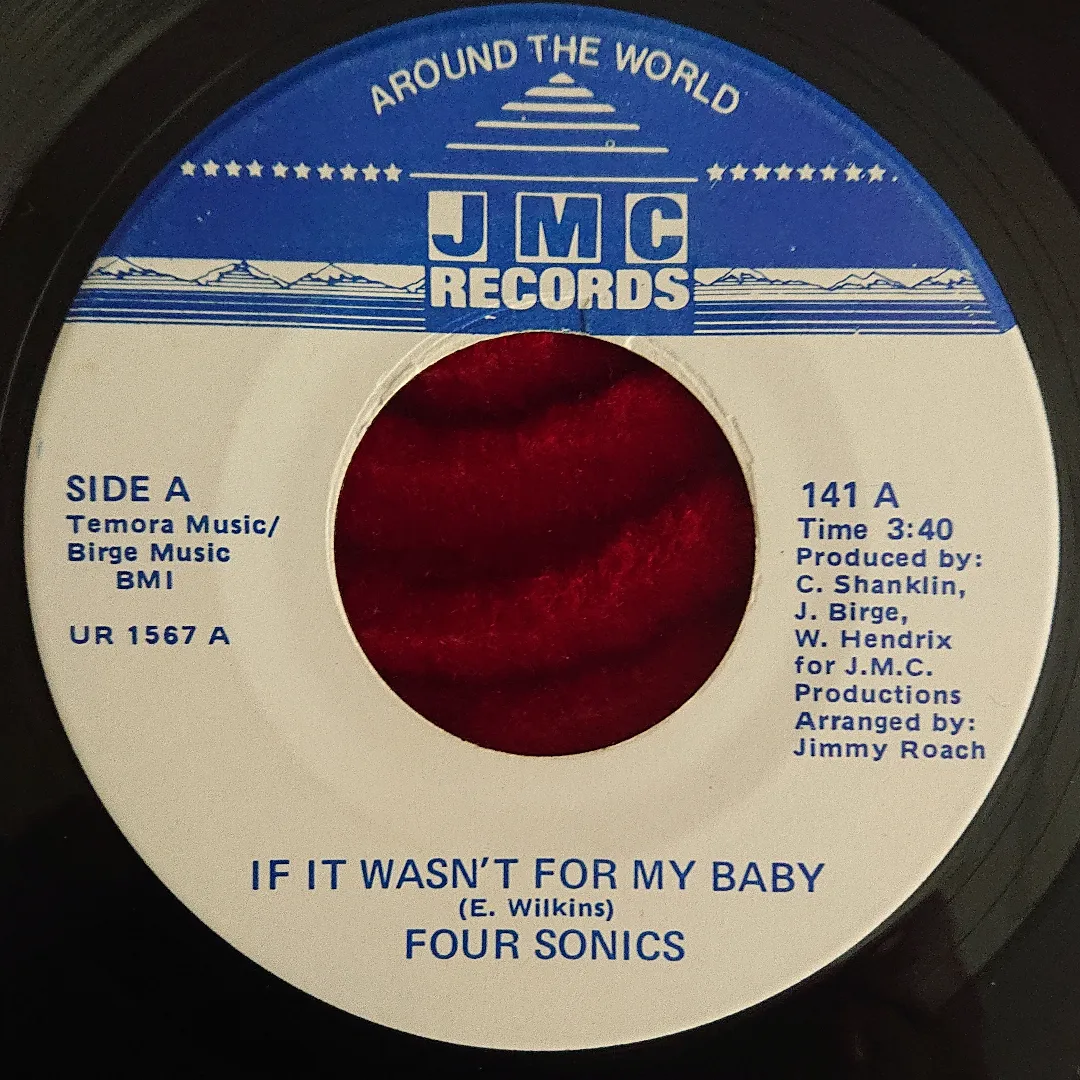 AROUND THE WORLD
JMC
RECORDS
SIDE A
Temora Music/
Birge Music
BMI
UR 1567 A
141 A
Time 3:40
Produced by:
C. Shanklin,
J. Birge,
W. Hendrix
for J.M.C.
Productions
Arranged by:
Jimmy Roach
IF IT WASN'T FOR MY BABY
(E. Wilkins)
FOUR SONICS